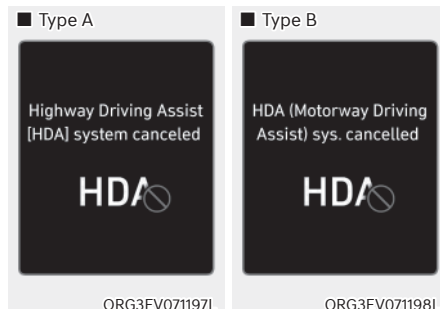 ■ Type A
Highway Driving Assist
[HDA] system canceled
HDA
ORG3EV071197L
■ Type B
HDA (Motorway Driving
Assist) sys. cancelled
HDA
ORG3EV071198L